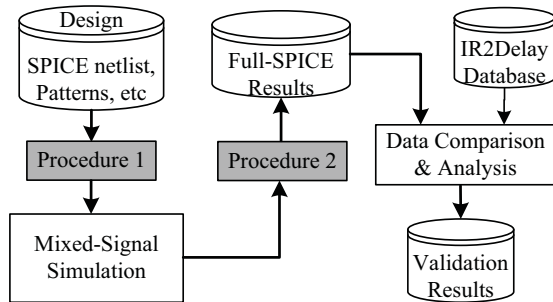 Design
SPICE netlist,
Patterns, etc
Procedure 1
Mixed-Signal
Simulation
Full-SPICE
Results
Procedure 2
IR2Delay
Database
Data Comparison
& Analysis
Validation
Results